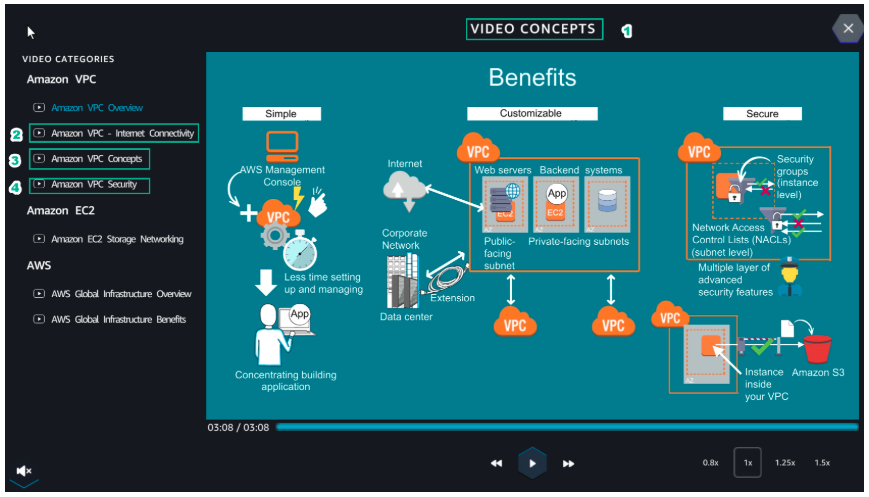 VIDEO CONCEPTS
1
VIDEO CATEGORIES
Amazon VPC
Amazon VPC Overview
2
Amazon VPC - Internet Connectivity
3
Amazon VPC Concepts
4
Amazon VPC Security
Amazon EC2
Amazon EC2 Storage Networking
AWS
AWS Global Infrastructure Overview
AWS Global Infrastructure Benefits
Benefits
Simple
AWS Management
Console
VPC
Less time setting
up and managing
App
Concentrating building
application
Customizable
Internet
Corporate
Network
Data center
Extension
VPC
Web servers
Backend systems
EC2
App
EC2
AZ
AZ
AZ
Public-
facing
subnet
Private-facing subnets
VPC
VPC
Secure
VPC
Security
groups
(instance
level)
Network Access
Control Lists (NACLs)
(subnet level)
Multiple layer of
advanced
security features
VPC
AZ
Instance
inside
your VPC
Amazon S3
03:08 / 03:08
0.8x
1x
1.25x
1.5x